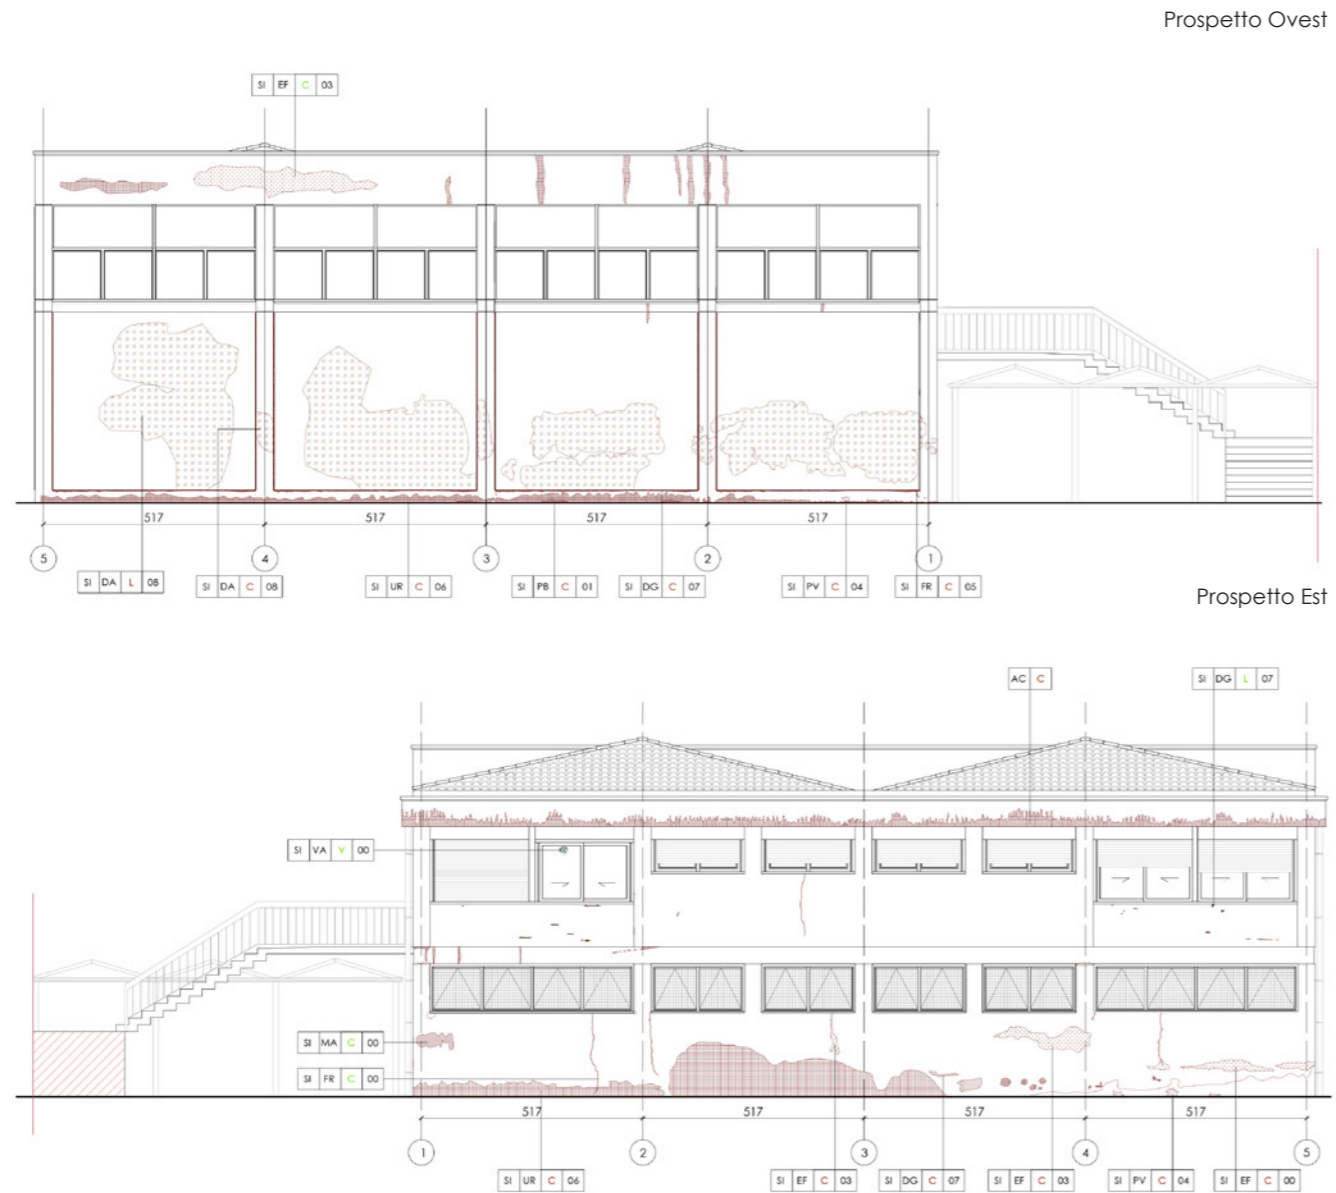 Prospetto Ovest
SI EF C 03
517 517 517 517
5 4 3 2 1
SI DA L 08
SI DA C 08
SI UR C 06
SI PB C 01
SI DG C 07
SI PV C 04
SI FR C 05
Prospetto Est
AC C
SI DG L 07
SI VA V 00
SI MA C 00
SI FR C 00
517 517 517 517
1 2 3 4 5
SI UR C 06
SI EF C 03
SI DG C 07
SI EF C 03
SI PV C 04
SI EF C 00